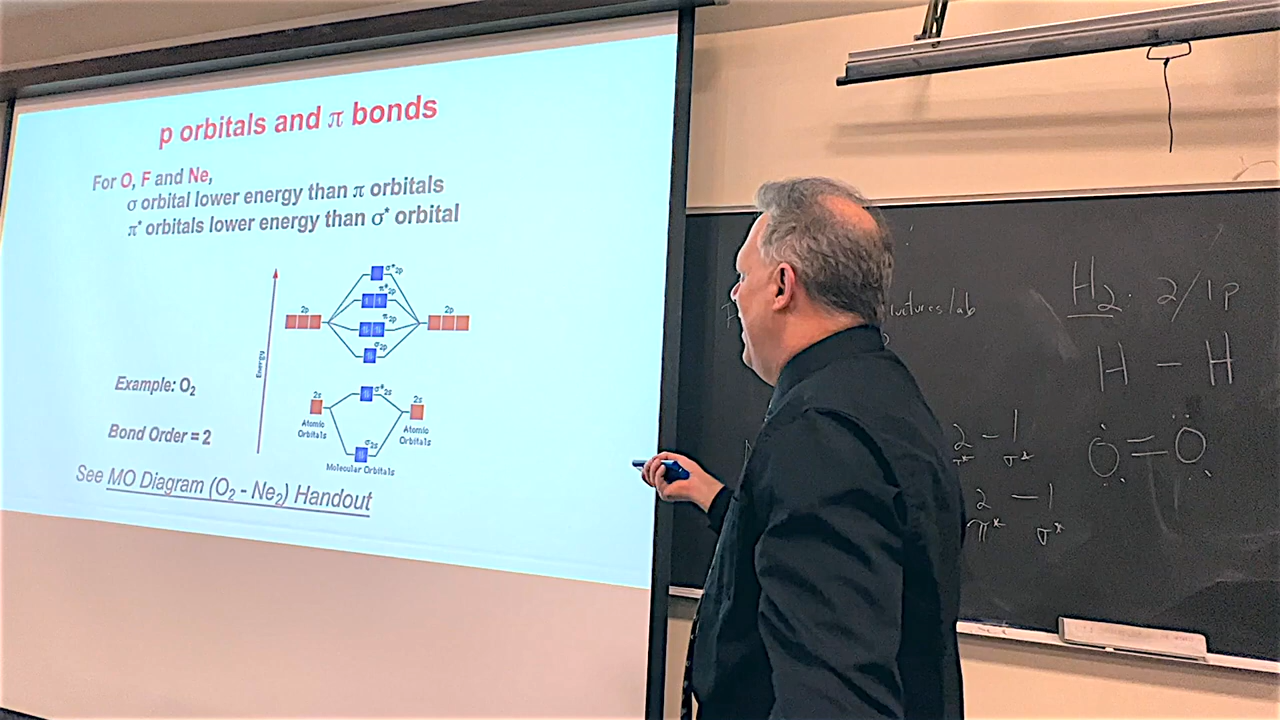 p orbitals and π bonds
For O, F and Ne,
σ orbital lower energy than π orbitals
π* orbitals lower energy than σ* orbital
σ*2p
π*2p
2p
2p
π2p
σ2p
Energy
Example: O2
σ*2s
2s
2s
Atomic Orbitals
Atomic Orbitals
Bond Order = 2
σ2s
Molecular Orbitals
See MO Diagram (O2 - Ne2) Handout
uctures/lab
H2: 2/1p
H - H
2 - 1
π* σ*
O = O
2 - 1
π* σ*